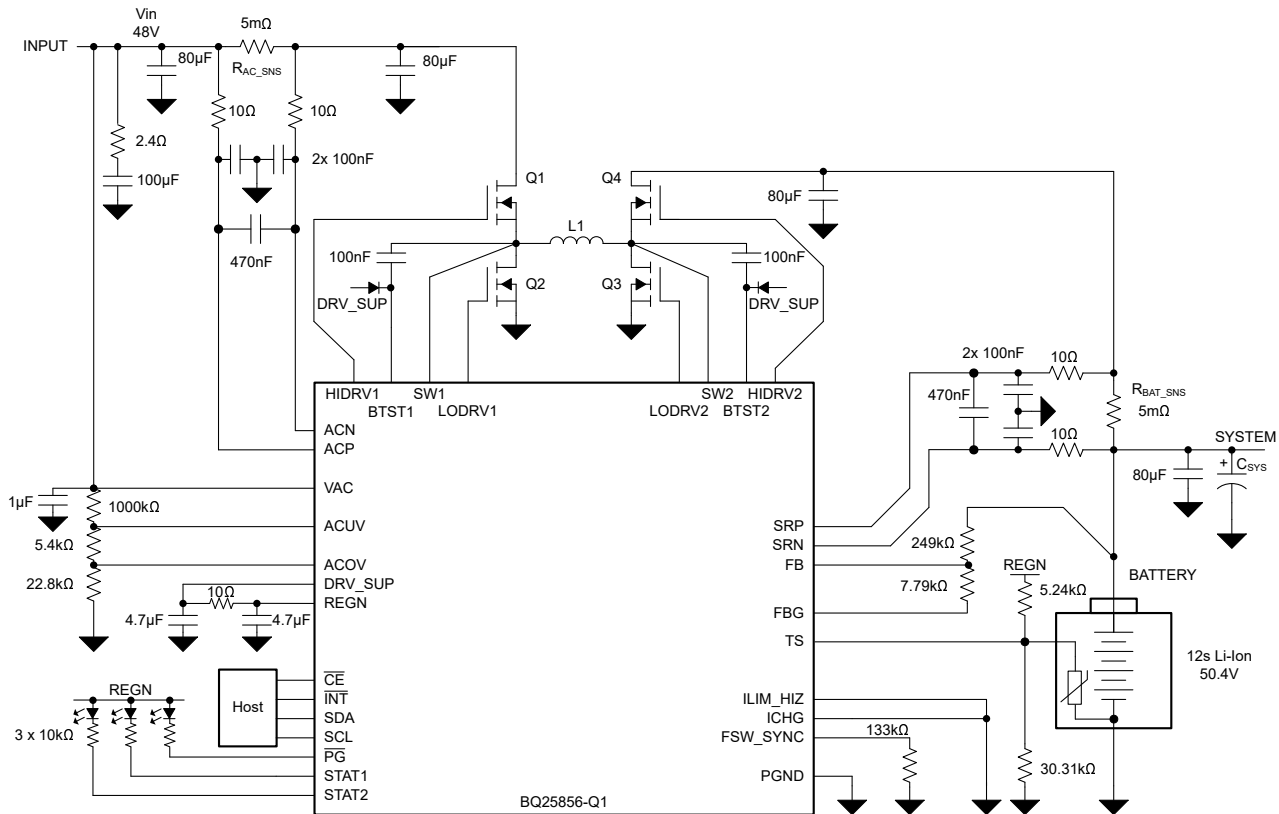 Vin
48V
5mΩ
INPUT
80µF
R_AC_SNS
80µF
10Ω
10Ω
2.4Ω
2x 100nF
100µF
Q1
Q4
80µF
L1
470nF
100nF
100nF
Q2
Q3
DRV_SUP
DRV_SUP
2x 100nF
10Ω
HIDRV1
BTST1
SW1
LODRV1
LODRV2
SW2
BTST2
HIDRV2
470nF
R_BAT_SNS
5mΩ
10Ω
SYSTEM
+
C_SYS
80µF
ACN
ACP
VAC
1µF
1000kΩ
ACUV
5.4kΩ
ACOV
22.8kΩ
DRV_SUP
10Ω
REGN
4.7µF
4.7µF
SRP
SRN
249kΩ
FB
7.79kΩ
FBG
REGN
5.24kΩ
BATTERY
TS
12s Li-Ion
50.4V
REGN
3 x 10kΩ
Host
CE
INT
SDA
SCL
PG
STAT1
STAT2
ILIM_HIZ
ICHG
FSW_SYNC
133kΩ
PGND
30.31kΩ
BQ25856-Q1